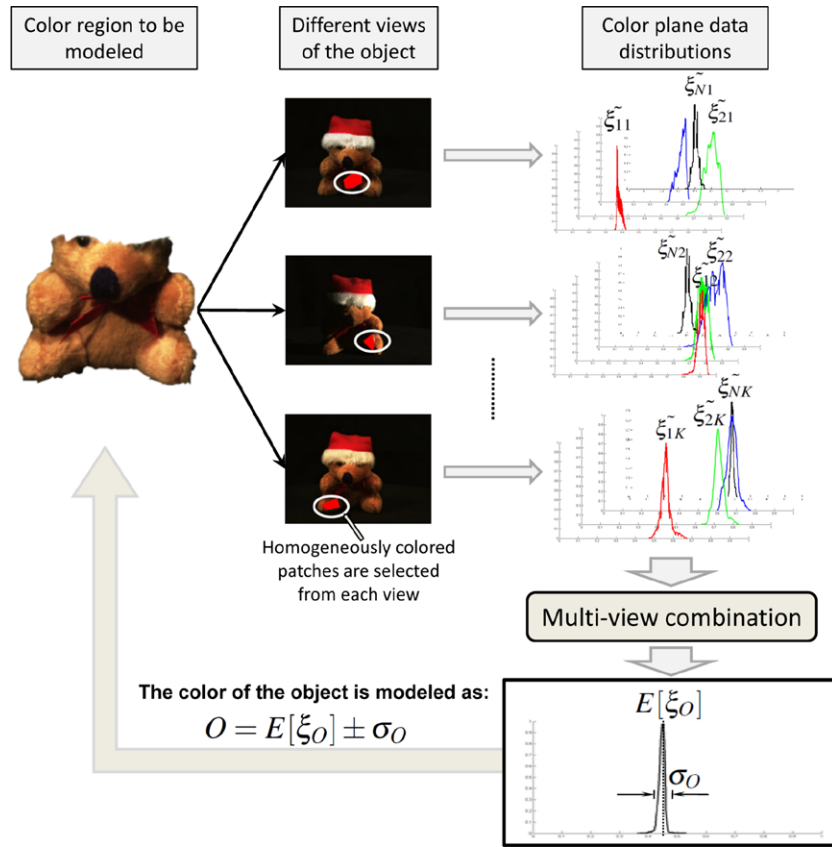 Color region to be
modeled
Different views
of the object
Color plane data
distributions
ξ̃11
ξ̃N1
ξ̃21
ξ̃N2
ξ̃22
ξ̃1K
ξ̃2K
ξ̃NK
Homogeneously colored
patches are selected
from each view
Multi-view combination
The color of the object is modeled as:
O = E[ξO] ± σO
E[ξO]
σO